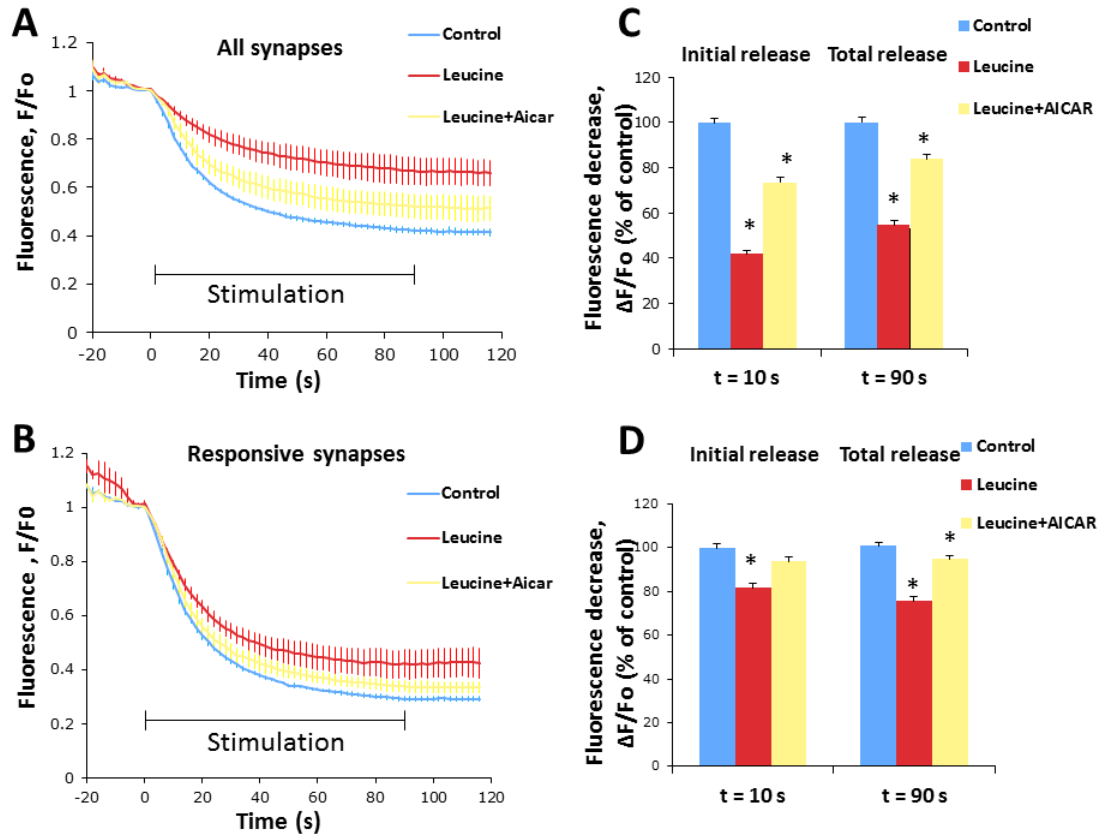 A
All synapses
Control
Leucine
Leucine+Aicar
Fluorescence, F/Fo
1.2
1
0.8
0.6
0.4
0.2
0
Stimulation
-20 0 20 40 60 80 100 120
Time (s)
B
Responsive synapses
Control
Leucine
Leucine+Aicar
Fluorescence , F/F0
1.2
1
0.8
0.6
0.4
0.2
0
Stimulation
-20 0 20 40 60 80 100 120
Time (s)
C
Initial release Total release
Control
Leucine
Leucine+AICAR
Fluorescence decrease,
ΔF/Fo (% of control)
120
100
80
60
40
20
0
* * * *
t = 10 s t = 90 s
D
Initial release Total release
Control
Leucine
Leucine+AICAR
Fluorescence decrease,
ΔF/Fo (% of control)
120
100
80
60
40
20
0
* * *
t = 10 s t = 90 s